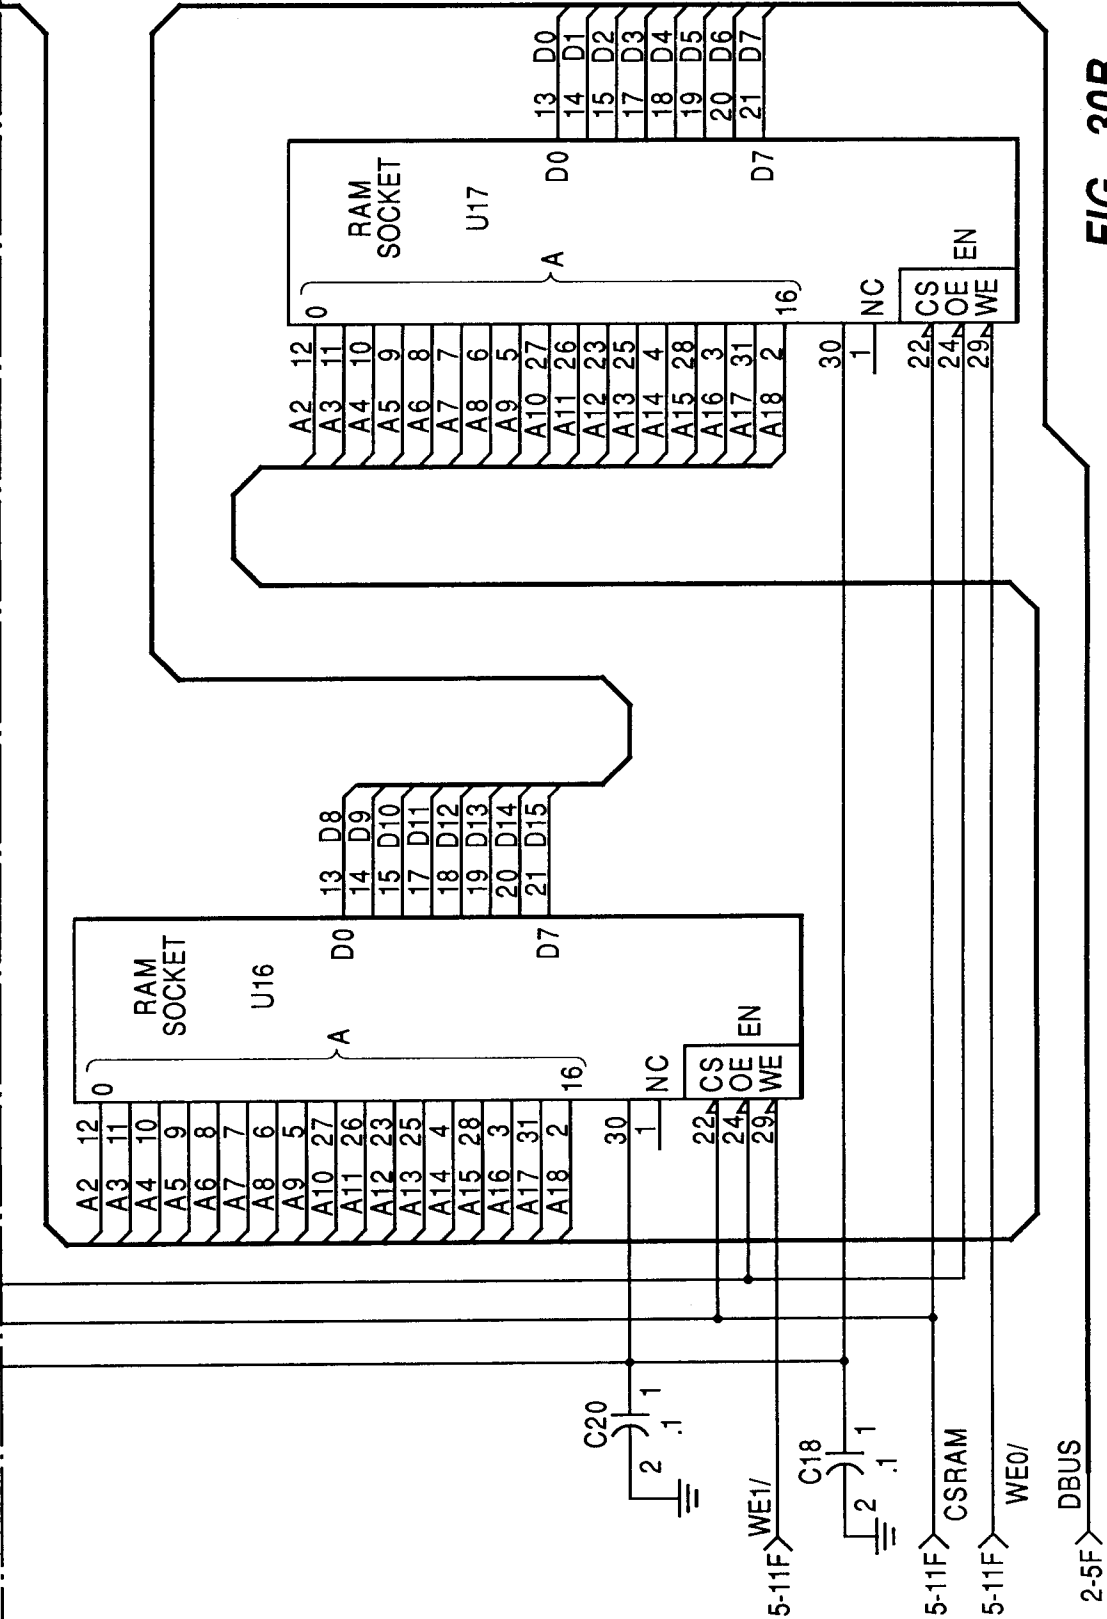 RAM
SOCKET
U16
A
0
16
D0
D7
NC
CS
OE
WE
EN
A2 12
A3 11
A4 10
A5 9
A6 8
A7 7
A8 6
A9 5
A10 27
A11 26
A12 23
A13 25
A14 4
A15 28
A16 3
A17 31
A18 2
30
1
22
24
29
13 D8
14 D9
15 D10
17 D11
18 D12
19 D13
20 D14
21 D15
RAM
SOCKET
U17
A
0
16
D0
D7
NC
CS
OE
WE
EN
A2 12
A3 11
A4 10
A5 9
A6 8
A7 7
A8 6
A9 5
A10 27
A11 26
A12 23
A13 25
A14 4
A15 28
A16 3
A17 31
A18 2
30
1
22
24
29
13 D0
14 D1
15 D2
17 D3
18 D4
19 D5
20 D6
21 D7
C20
2 1
.1
5-11F WE1/
C18
2 1
.1
5-11F CSRAM
5-11F WE0/
2-5F DBUS
FIG. 30B